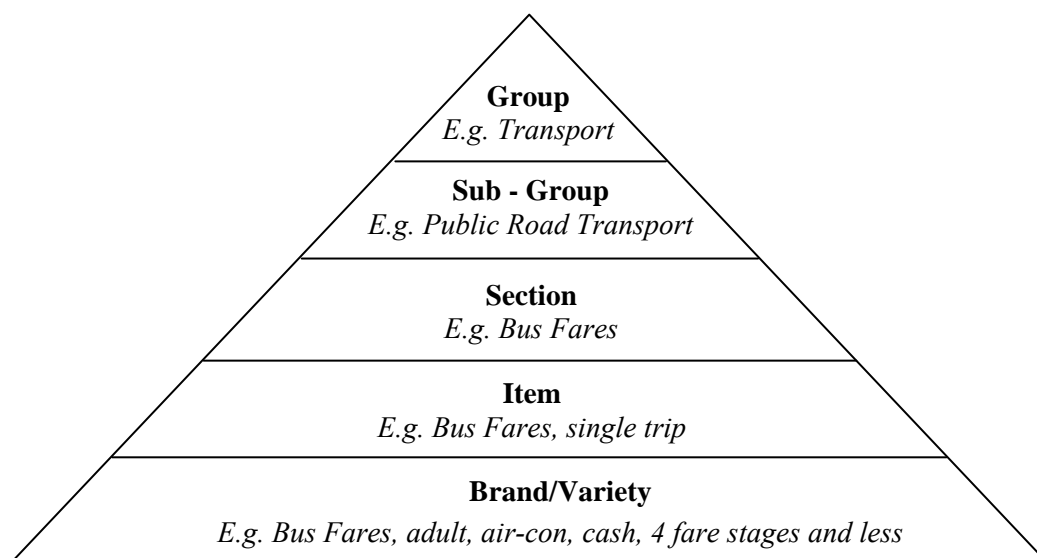 Group
E.g. Transport
Sub - Group
E.g. Public Road Transport
Section
E.g. Bus Fares
Item
E.g. Bus Fares, single trip
Brand/Variety
E.g. Bus Fares, adult, air-con, cash, 4 fare stages and less